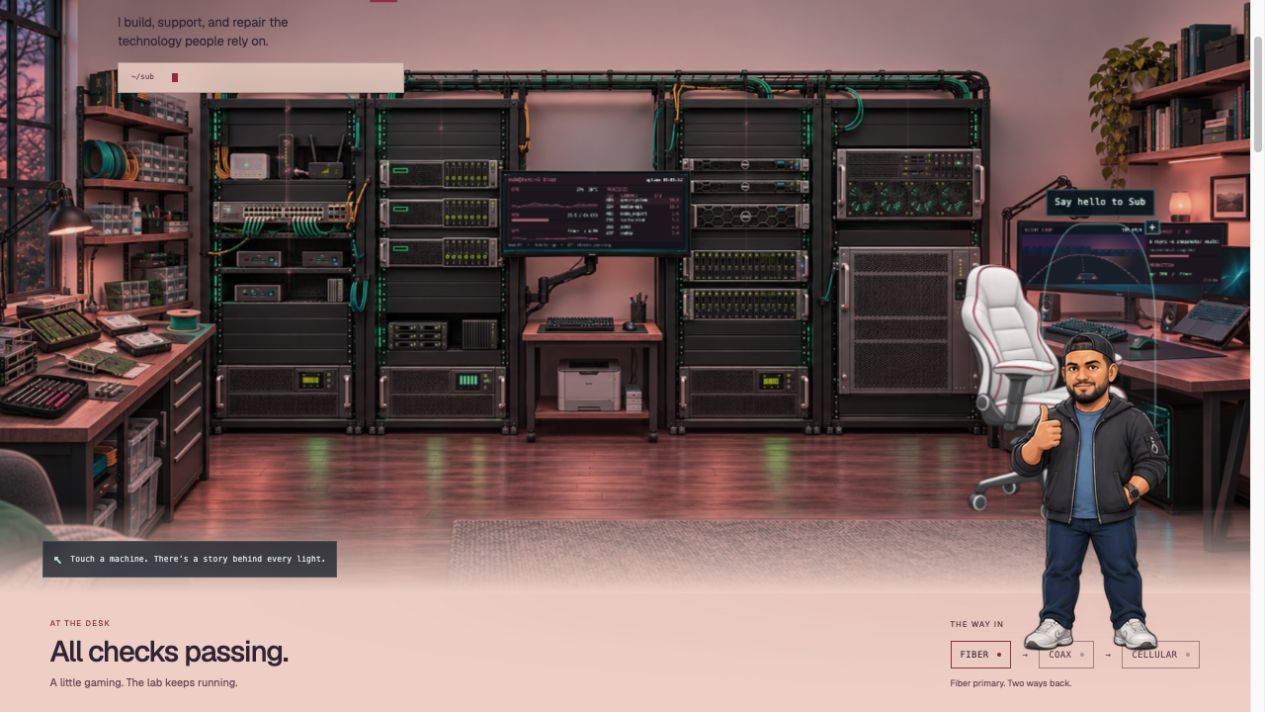 I build, support, and repair the
technology people rely on.
~/sub
Say hello to Sub
Touch a machine. There's a story behind every light.
AT THE DESK
All checks passing.
A little gaming. The lab keeps running.
THE WAY IN
FIBER → COAX → CELLULAR
Fiber primary. Two ways back.